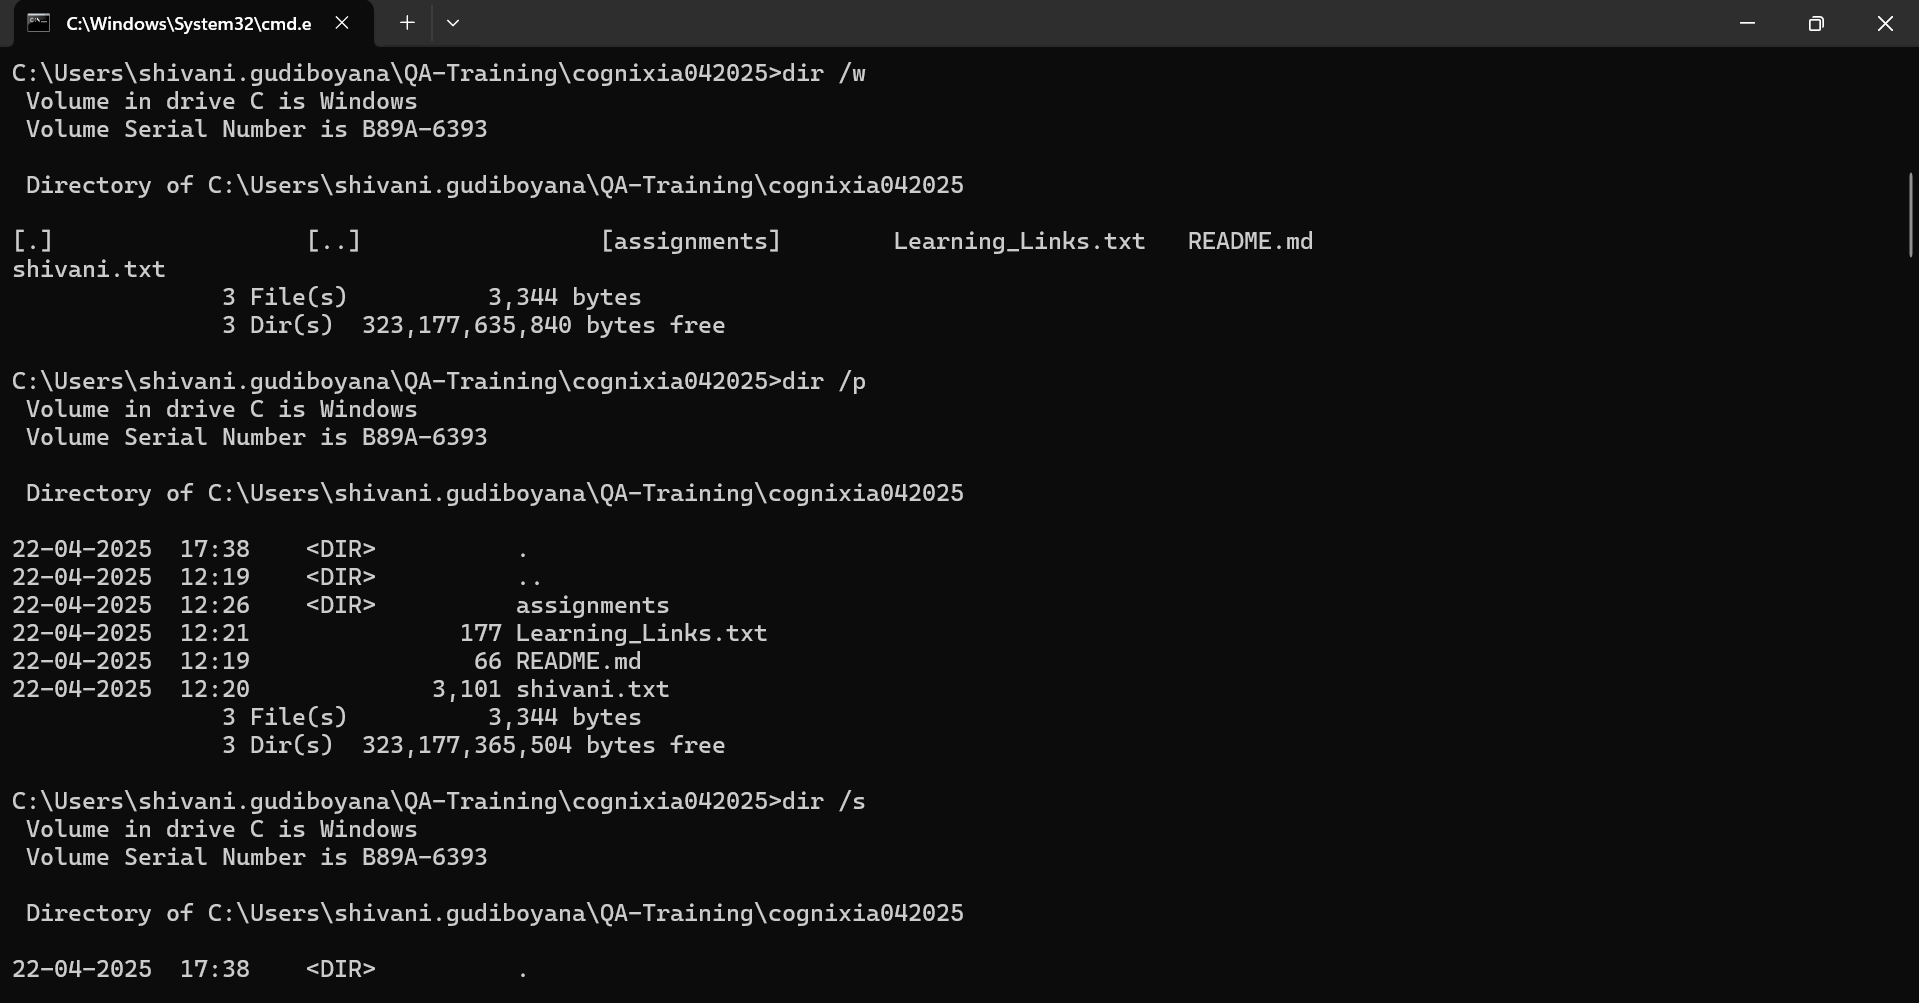 C:\Windows\System32\cmd.e
C:\Users\shivani.gudiboyana\QA-Training\cognixia042025>dir /w
 Volume in drive C is Windows
 Volume Serial Number is B89A-6393

 Directory of C:\Users\shivani.gudiboyana\QA-Training\cognixia042025

[.]                  [..]                 [assignments]        Learning_Links.txt   README.md
shivani.txt
               3 File(s)          3,344 bytes
               3 Dir(s)  323,177,635,840 bytes free

C:\Users\shivani.gudiboyana\QA-Training\cognixia042025>dir /p
 Volume in drive C is Windows
 Volume Serial Number is B89A-6393

 Directory of C:\Users\shivani.gudiboyana\QA-Training\cognixia042025

22-04-2025  17:38    <DIR>          .
22-04-2025  12:19    <DIR>          ..
22-04-2025  12:26    <DIR>          assignments
22-04-2025  12:21               177 Learning_Links.txt
22-04-2025  12:19                66 README.md
22-04-2025  12:20             3,101 shivani.txt
               3 File(s)          3,344 bytes
               3 Dir(s)  323,177,365,504 bytes free

C:\Users\shivani.gudiboyana\QA-Training\cognixia042025>dir /s
 Volume in drive C is Windows
 Volume Serial Number is B89A-6393

 Directory of C:\Users\shivani.gudiboyana\QA-Training\cognixia042025

22-04-2025  17:38    <DIR>          .